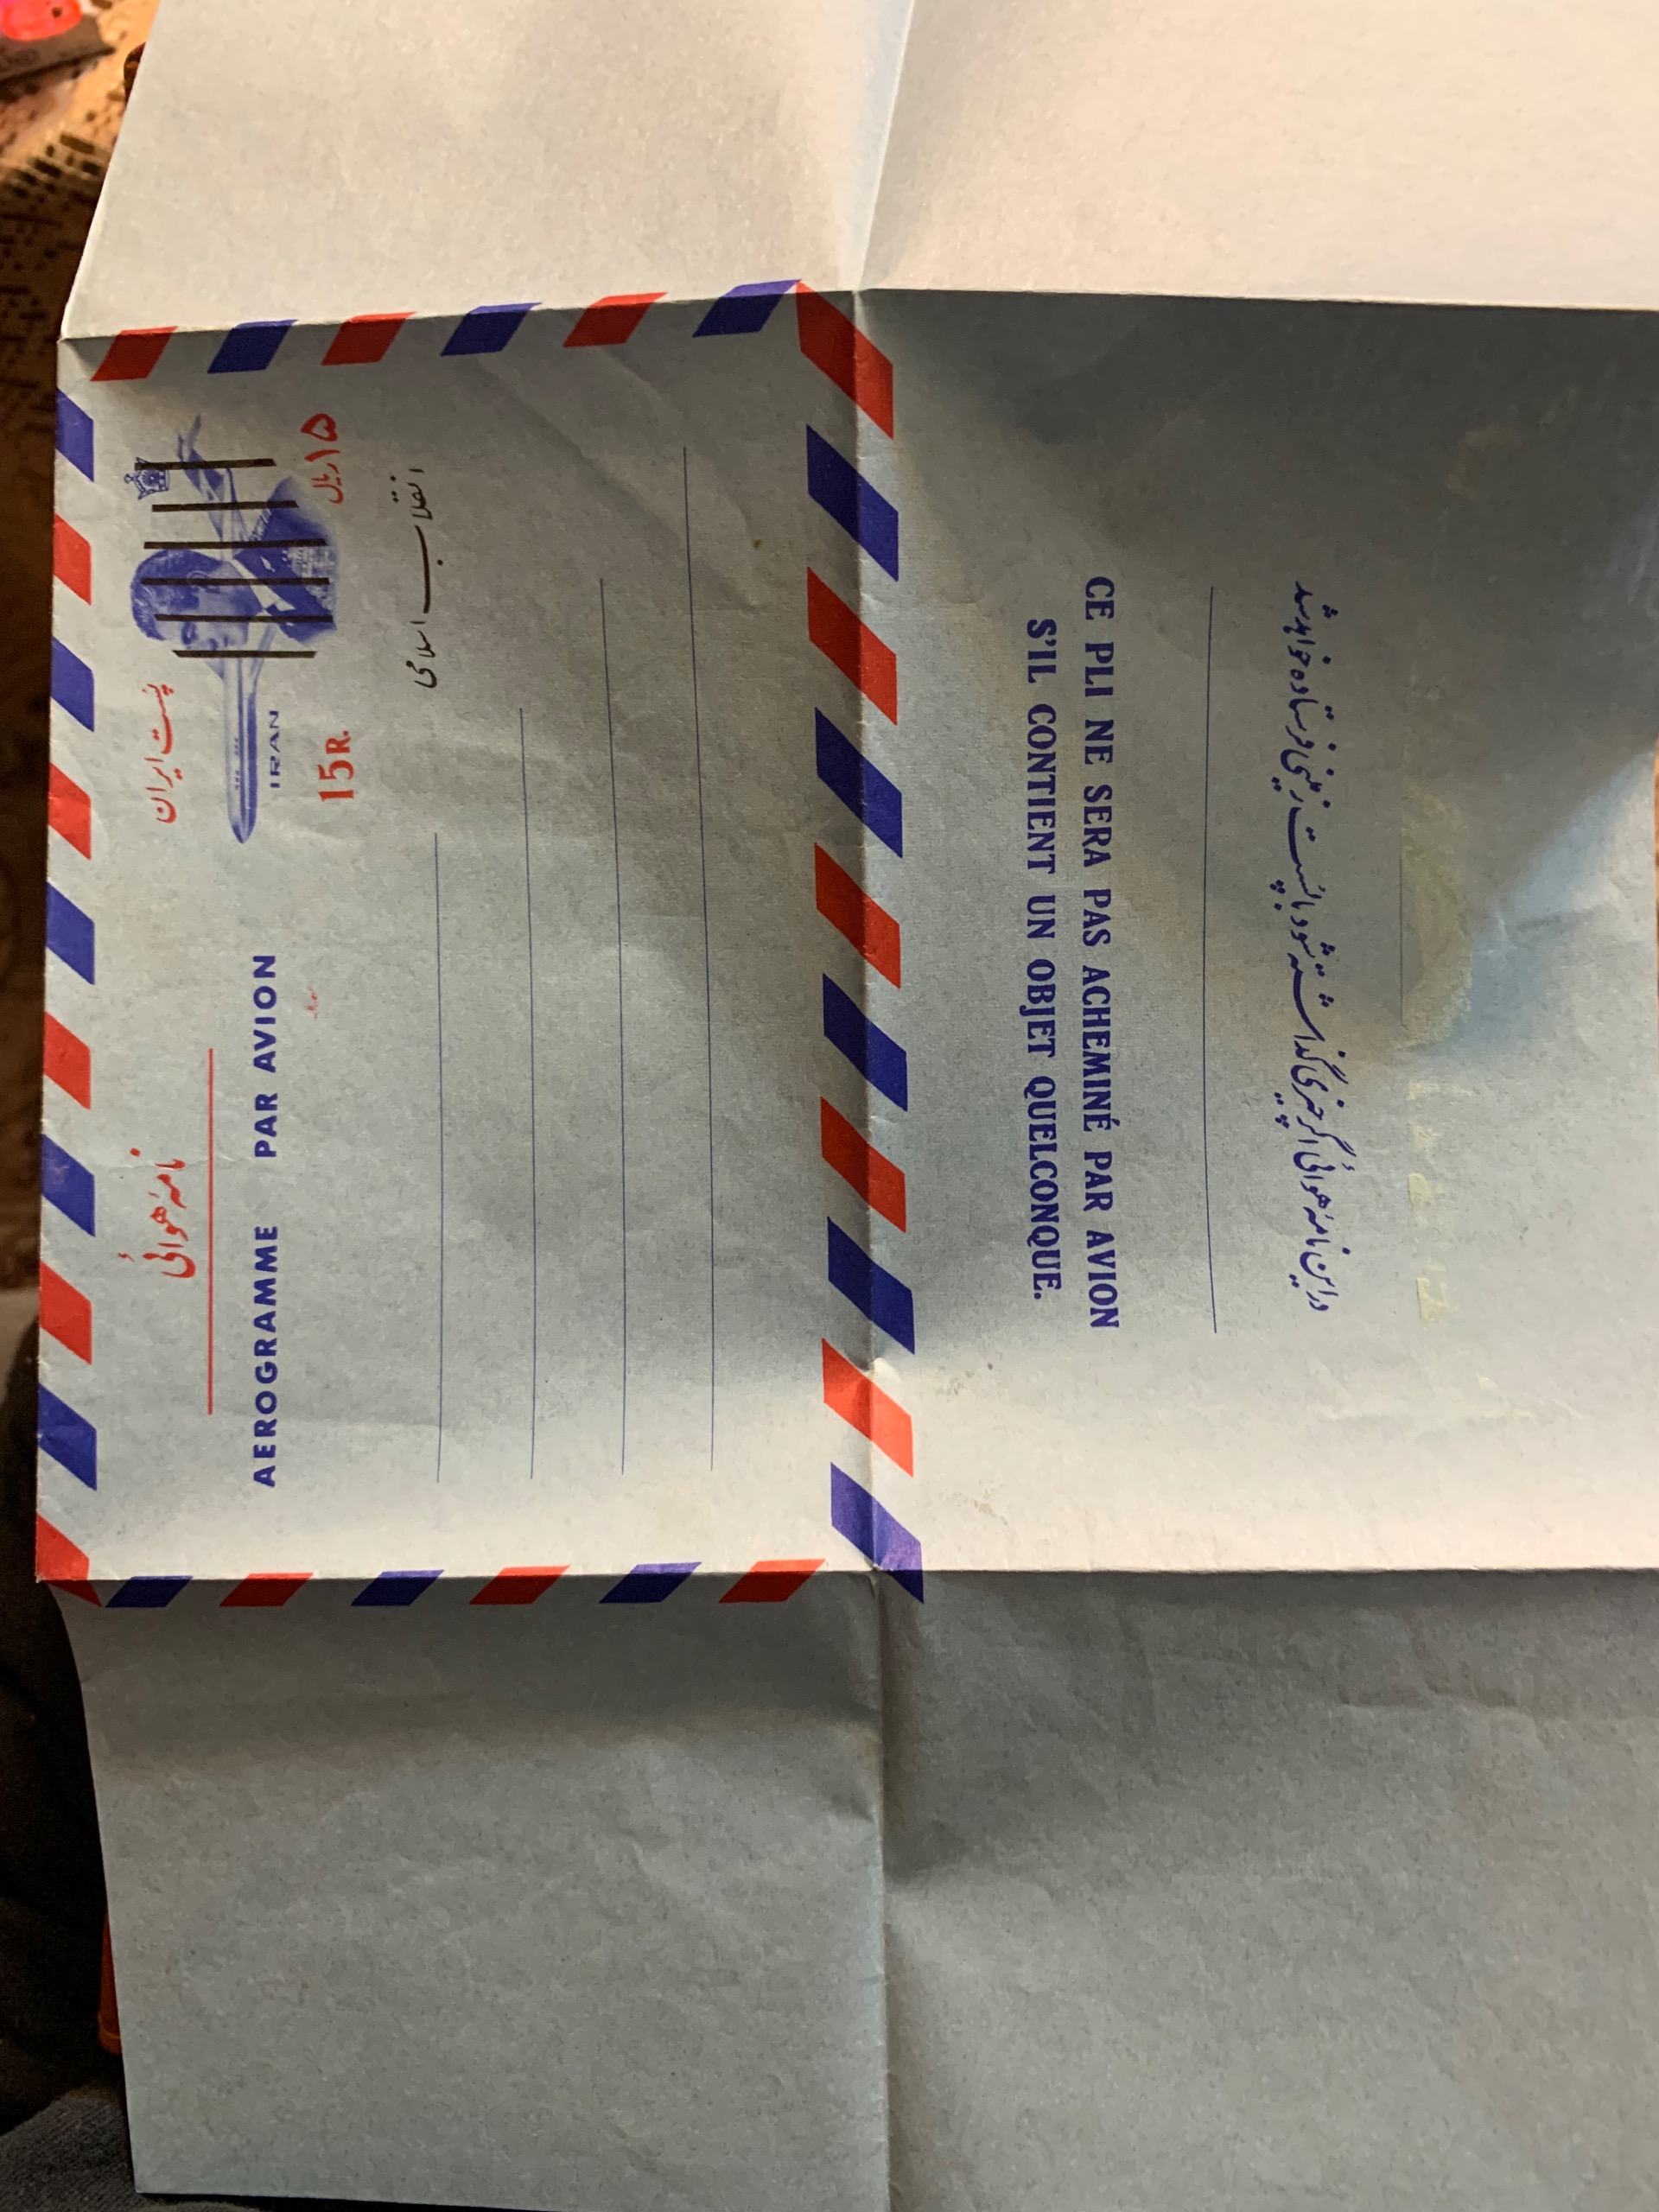 پست ایران
IRAN
۱۵ ریال
15 R.
انقلاب اسلامی
نامهٔ هوائی
AEROGRAMME PAR AVION
CE PLI NE SERA PAS ACHEMINÉ PAR AVION
S'IL CONTIENT UN OBJET QUELCONQUE.
در این نامهٔ هوائی اگر چیزی گذاشته شود با پست زمینی فرستاده خواهد شد